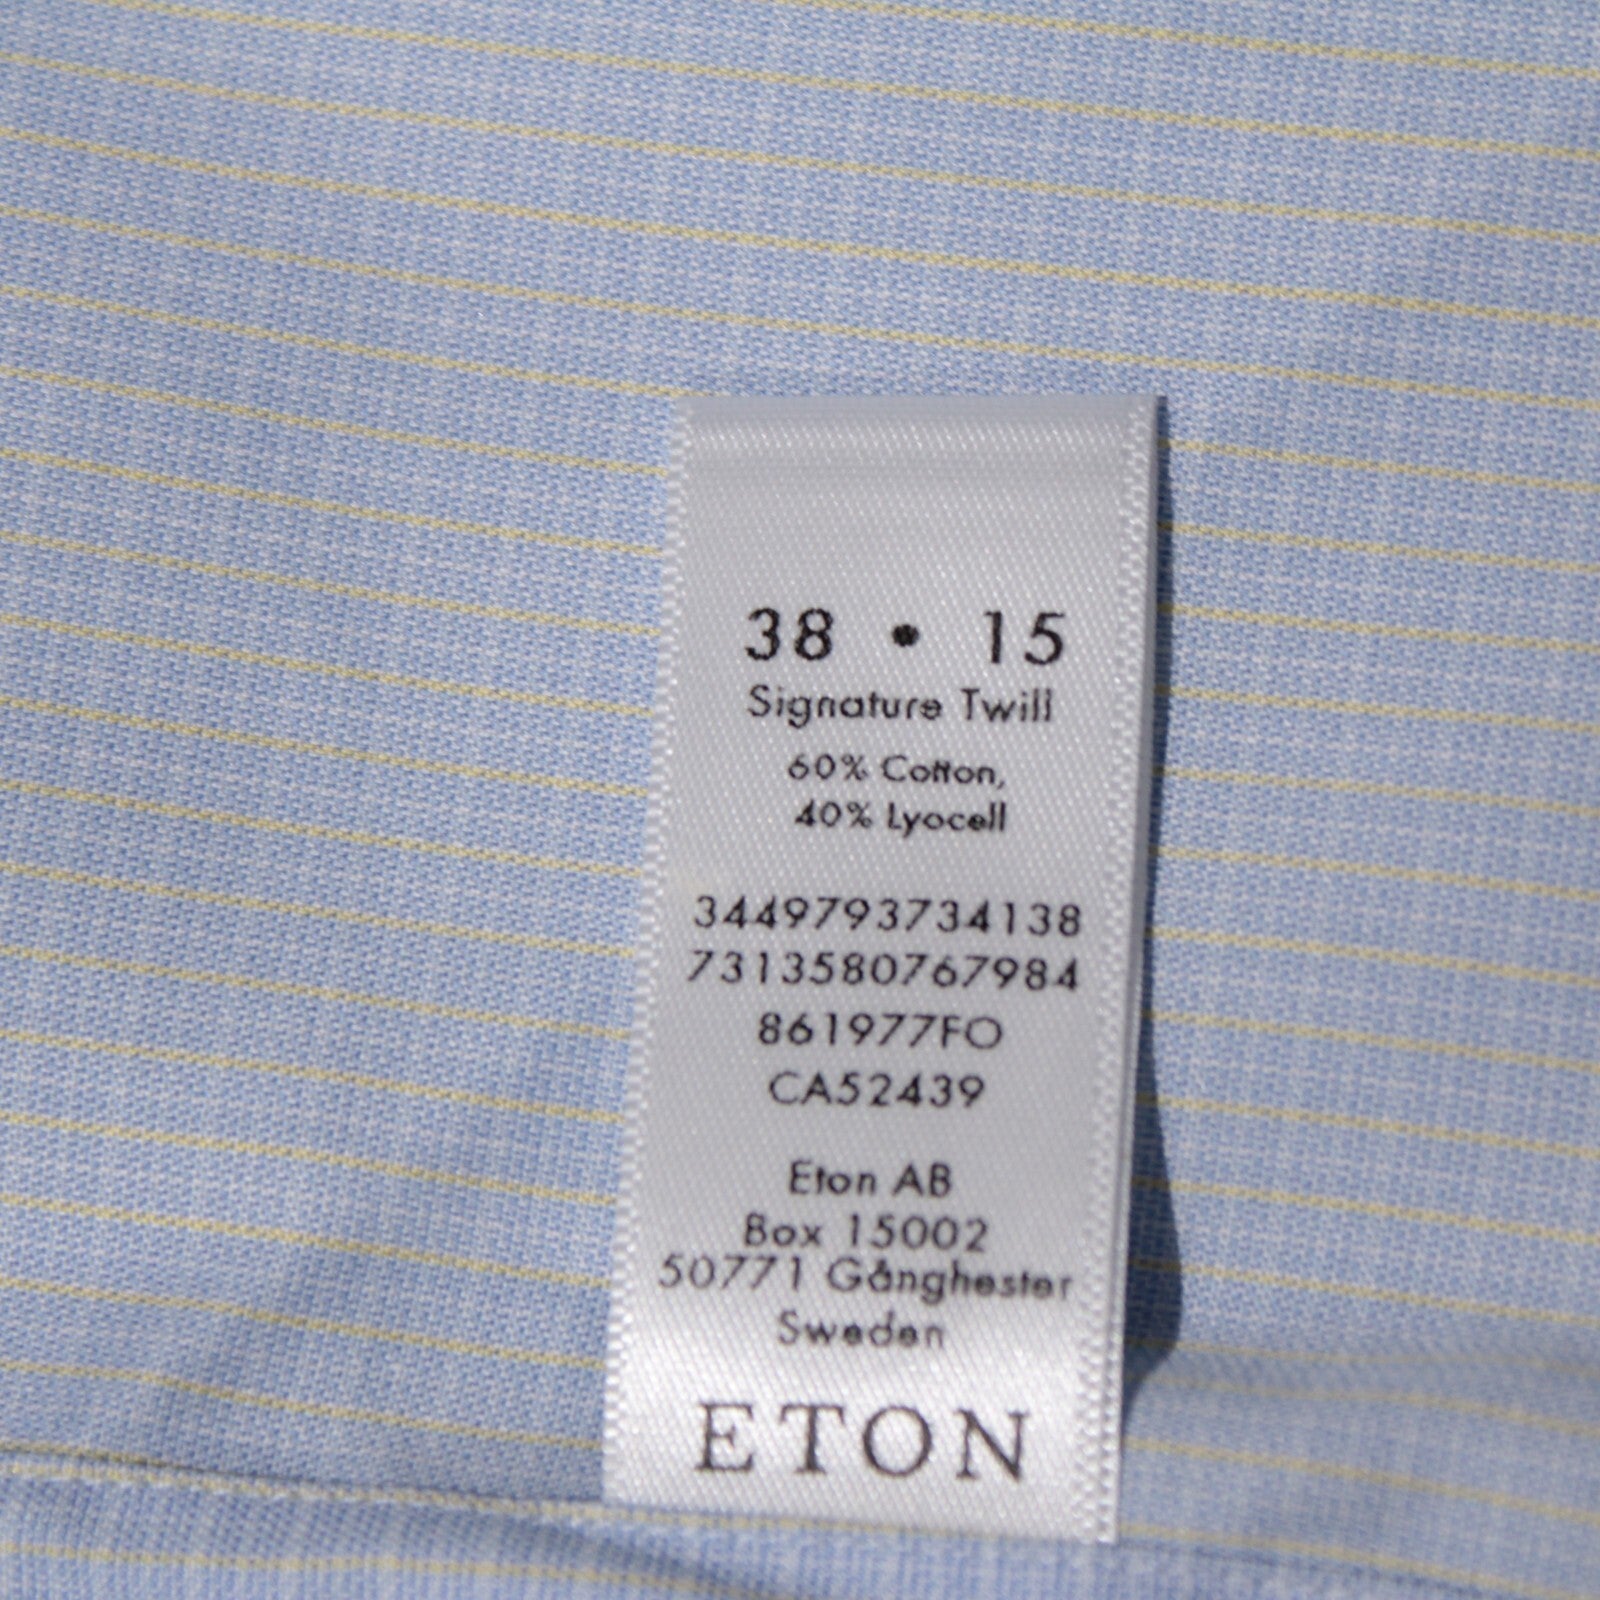 38 • 15
Signature Twill
60% Cotton,
40% Lyocell
3449793734138
7313580767984
861977FO
CA52439
Eton AB
Box 15002
50771 Gånghester
Sweden
ETON